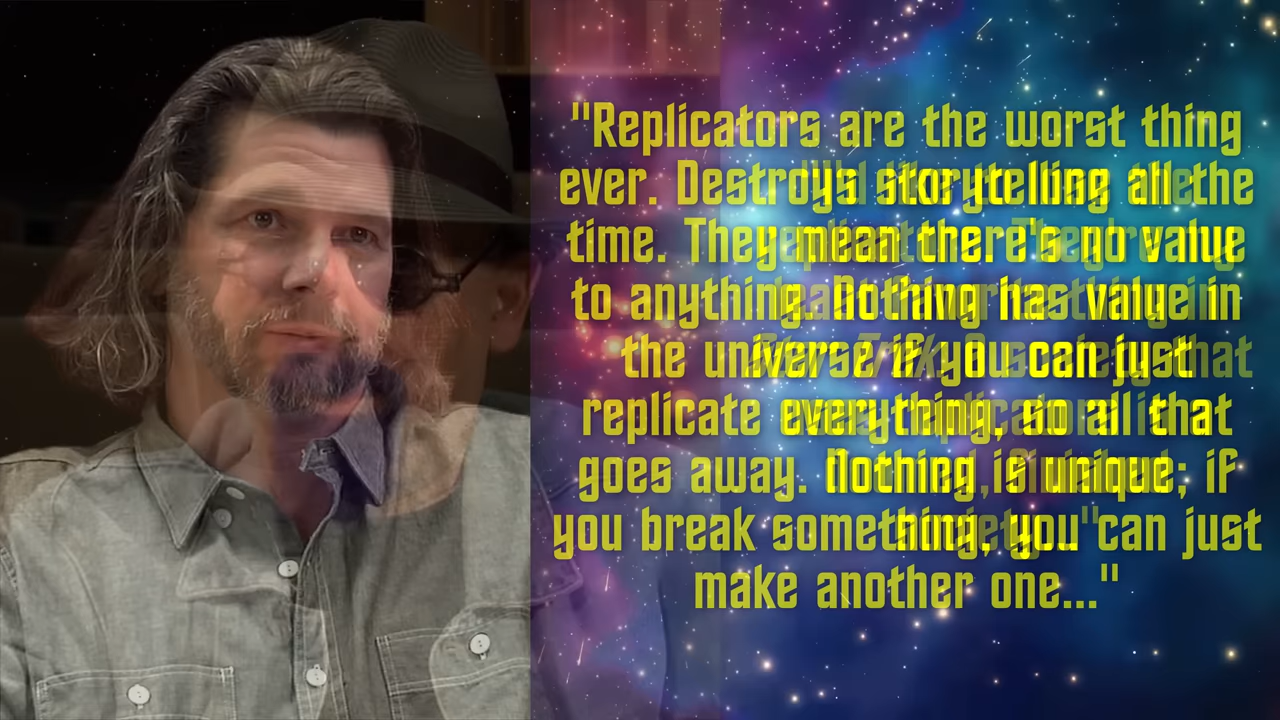 "Replicators are the worst thing
ever. Destroys storytelling all the
time. They mean there's no value
to anything. Nothing has value in
the universe if you can just
replicate everything, so all that
goes away. Nothing is unique; if
you break something, you can just
make another one..."